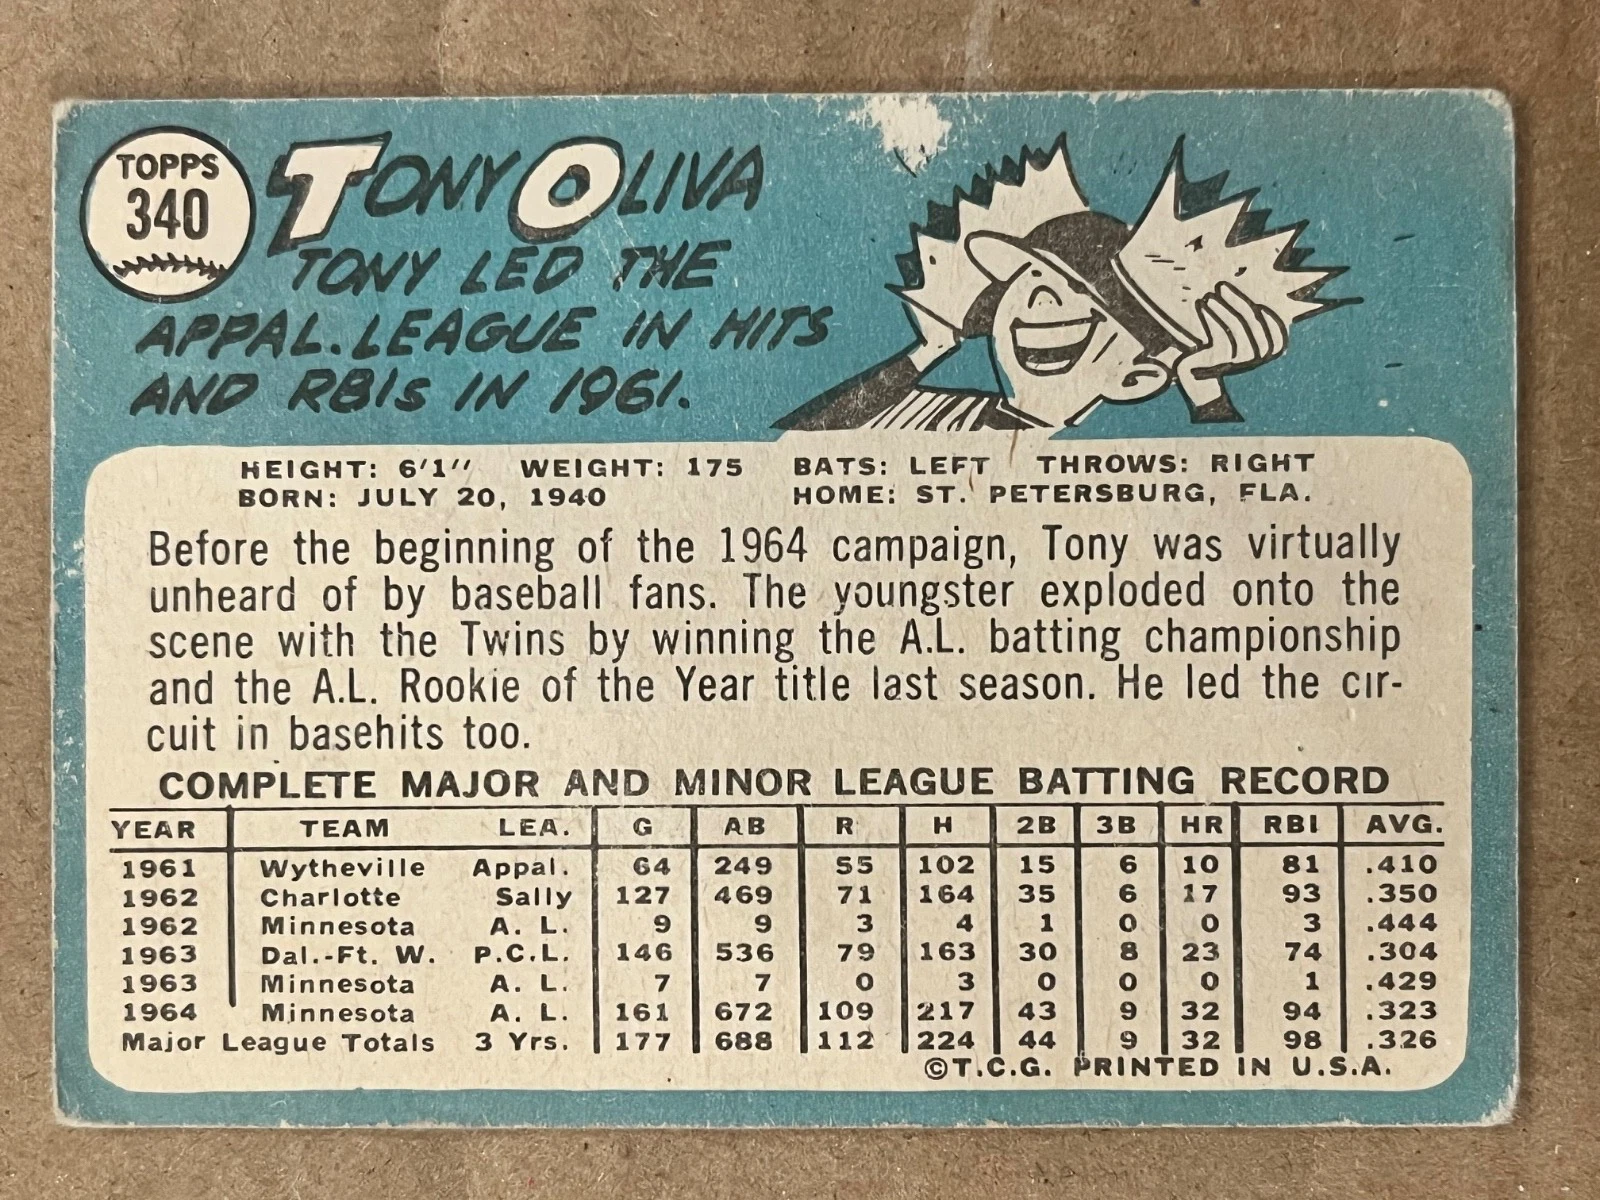 TOPPS
340
TONY OLIVA
TONY LED THE
APPAL. LEAGUE IN HITS
AND RBIS IN 1961.
HEIGHT: 6'1" WEIGHT: 175 BATS: LEFT THROWS: RIGHT
BORN: JULY 20, 1940 HOME: ST. PETERSBURG, FLA.
Before the beginning of the 1964 campaign, Tony was virtually
unheard of by baseball fans. The youngster exploded onto the
scene with the Twins by winning the A.L. batting championship
and the A.L. Rookie of the Year title last season. He led the cir-
cuit in basehits too.
COMPLETE MAJOR AND MINOR LEAGUE BATTING RECORD
YEAR TEAM LEA. G AB R H 2B 3B HR RBI AVG.
1961 Wytheville Appal. 64 249 55 102 15 6 10 81 .410
1962 Charlotte Sally 127 469 71 164 35 6 17 93 .350
1962 Minnesota A. L. 9 9 3 4 1 0 0 3 .444
1963 Dal.-Ft. W. P.C.L. 146 536 79 163 30 8 23 74 .304
1963 Minnesota A. L. 7 7 0 3 0 0 0 1 .429
1964 Minnesota A. L. 161 672 109 217 43 9 32 94 .323
Major League Totals 3 Yrs. 177 688 112 224 44 9 32 98 .326
©T.C.G. PRINTED IN U.S.A.